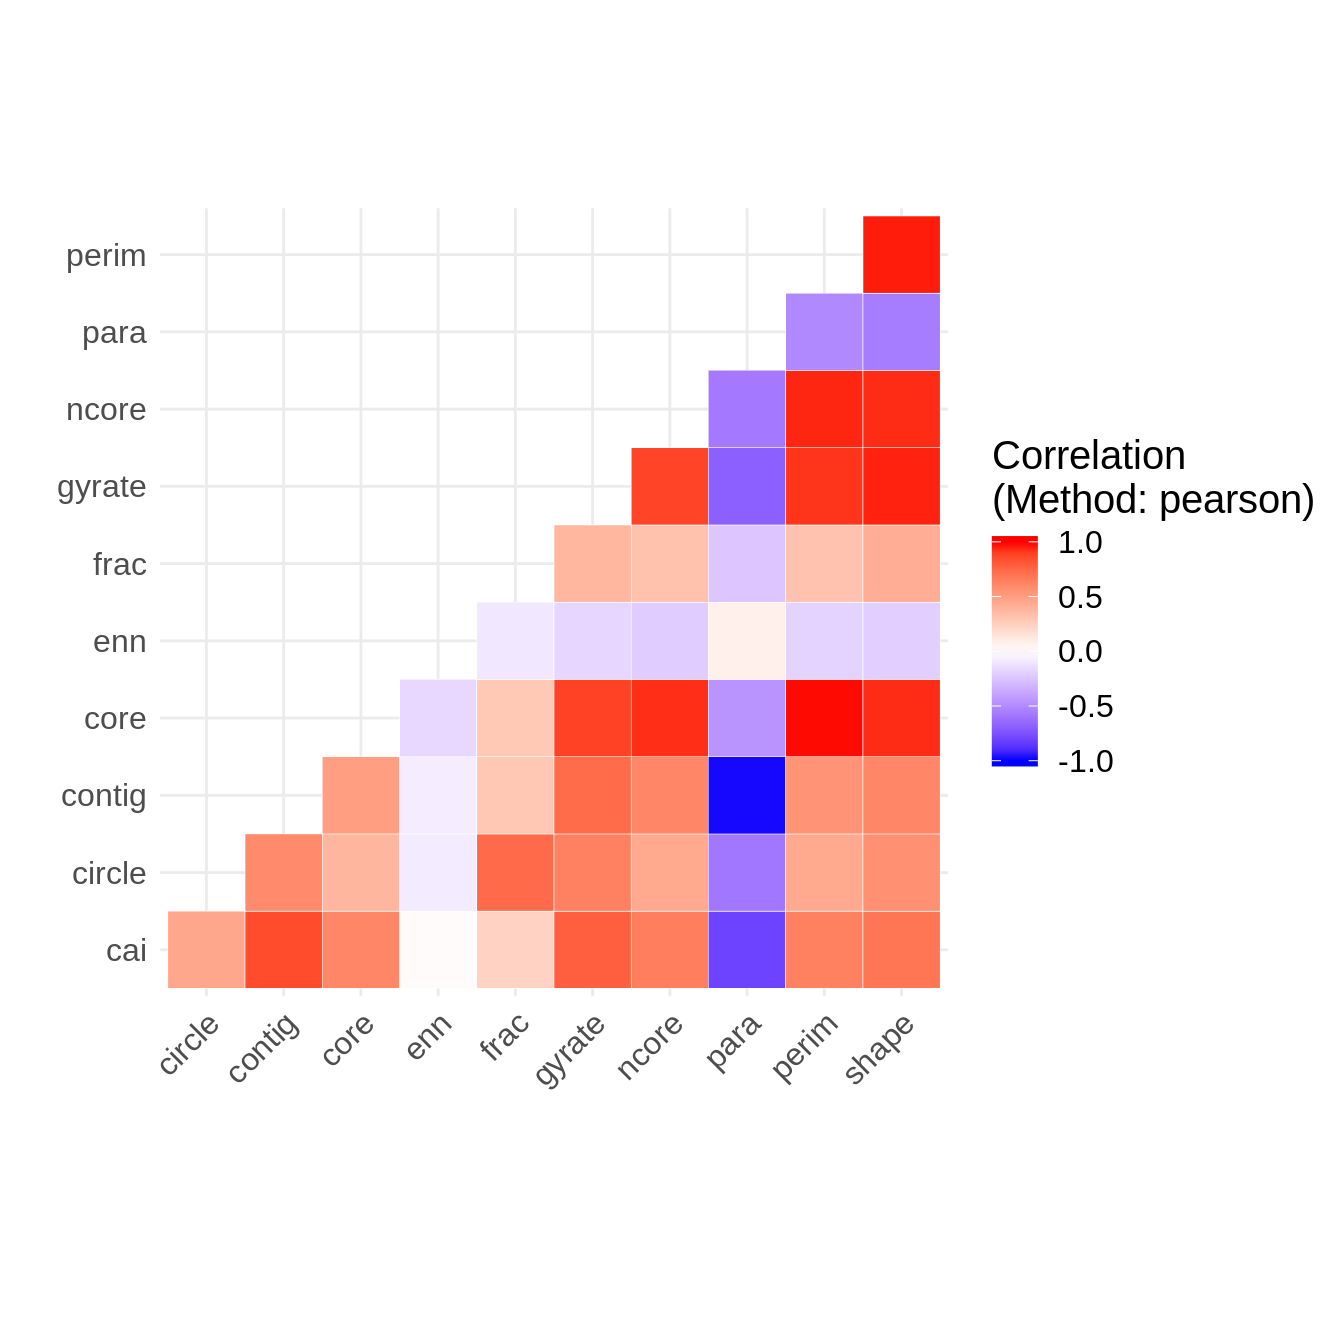 perim
para
ncore
gyrate
frac
enn
core
contig
circle
cai
circle
contig
core
enn
frac
gyrate
ncore
para
perim
shape
Correlation
(Method: pearson)
1.0
0.5
0.0
-0.5
-1.0